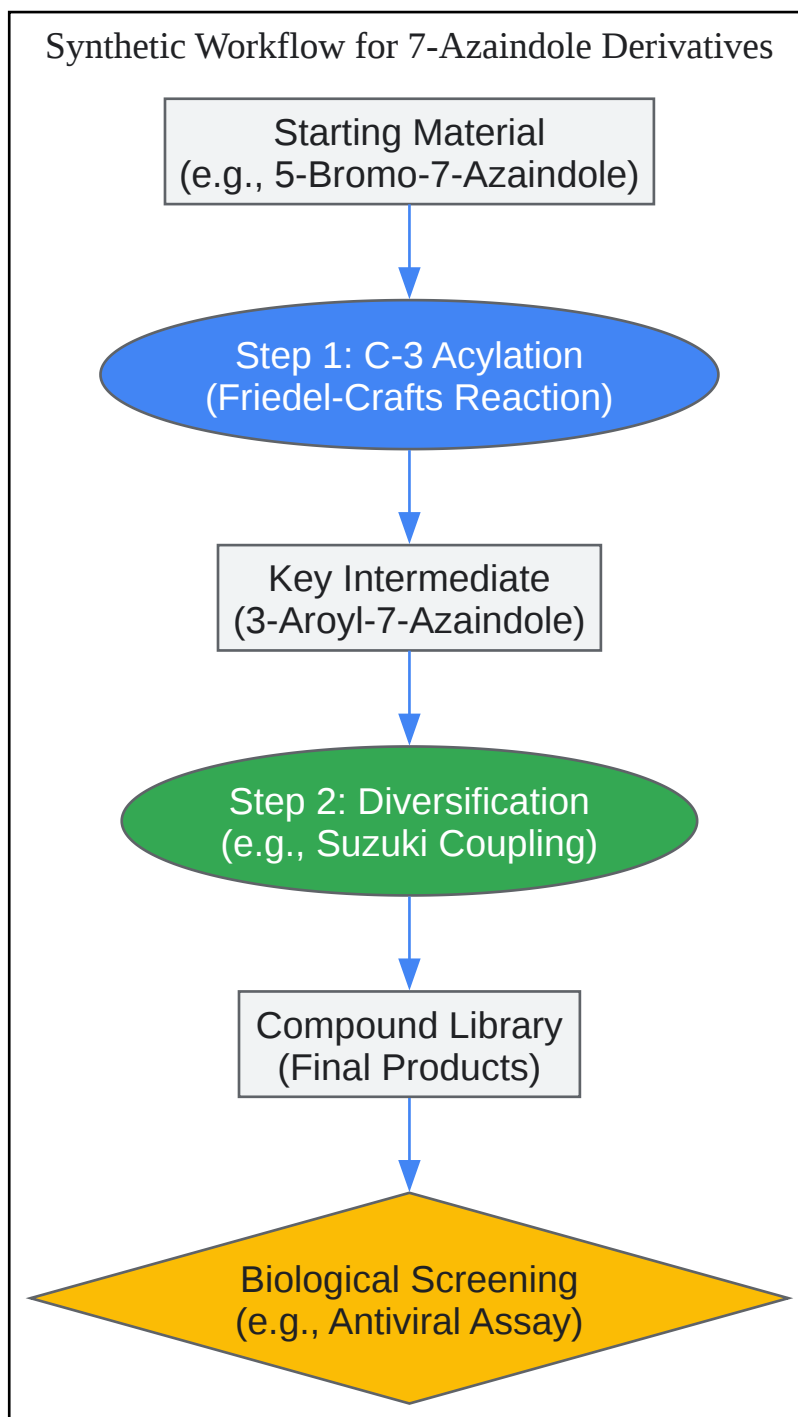 Synthetic Workflow for 7-Azaindole Derivatives
Starting Material
(e.g., 5-Bromo-7-Azaindole)
Step 1: C-3 Acylation
(Friedel-Crafts Reaction)
Key Intermediate
(3-Aroyl-7-Azaindole)
Step 2: Diversification
(e.g., Suzuki Coupling)
Compound Library
(Final Products)
Biological Screening
(e.g., Antiviral Assay)